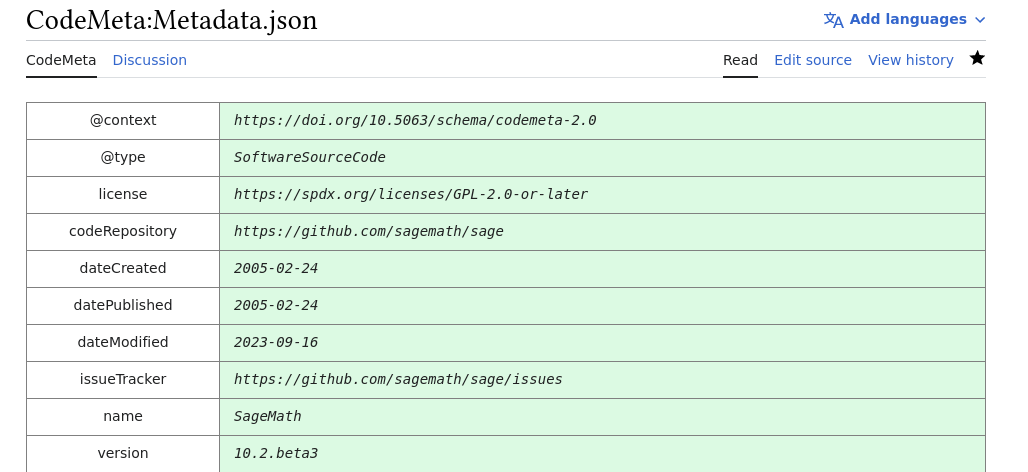 CodeMeta:Metadata.json
Add languages
CodeMeta Discussion Read Edit source View history
@context https://doi.org/10.5063/schema/codemeta-2.0
@type SoftwareSourceCode
license https://spdx.org/licenses/GPL-2.0-or-later
codeRepository https://github.com/sagemath/sage
dateCreated 2005-02-24
datePublished 2005-02-24
dateModified 2023-09-16
issueTracker https://github.com/sagemath/sage/issues
name SageMath
version 10.2.beta3